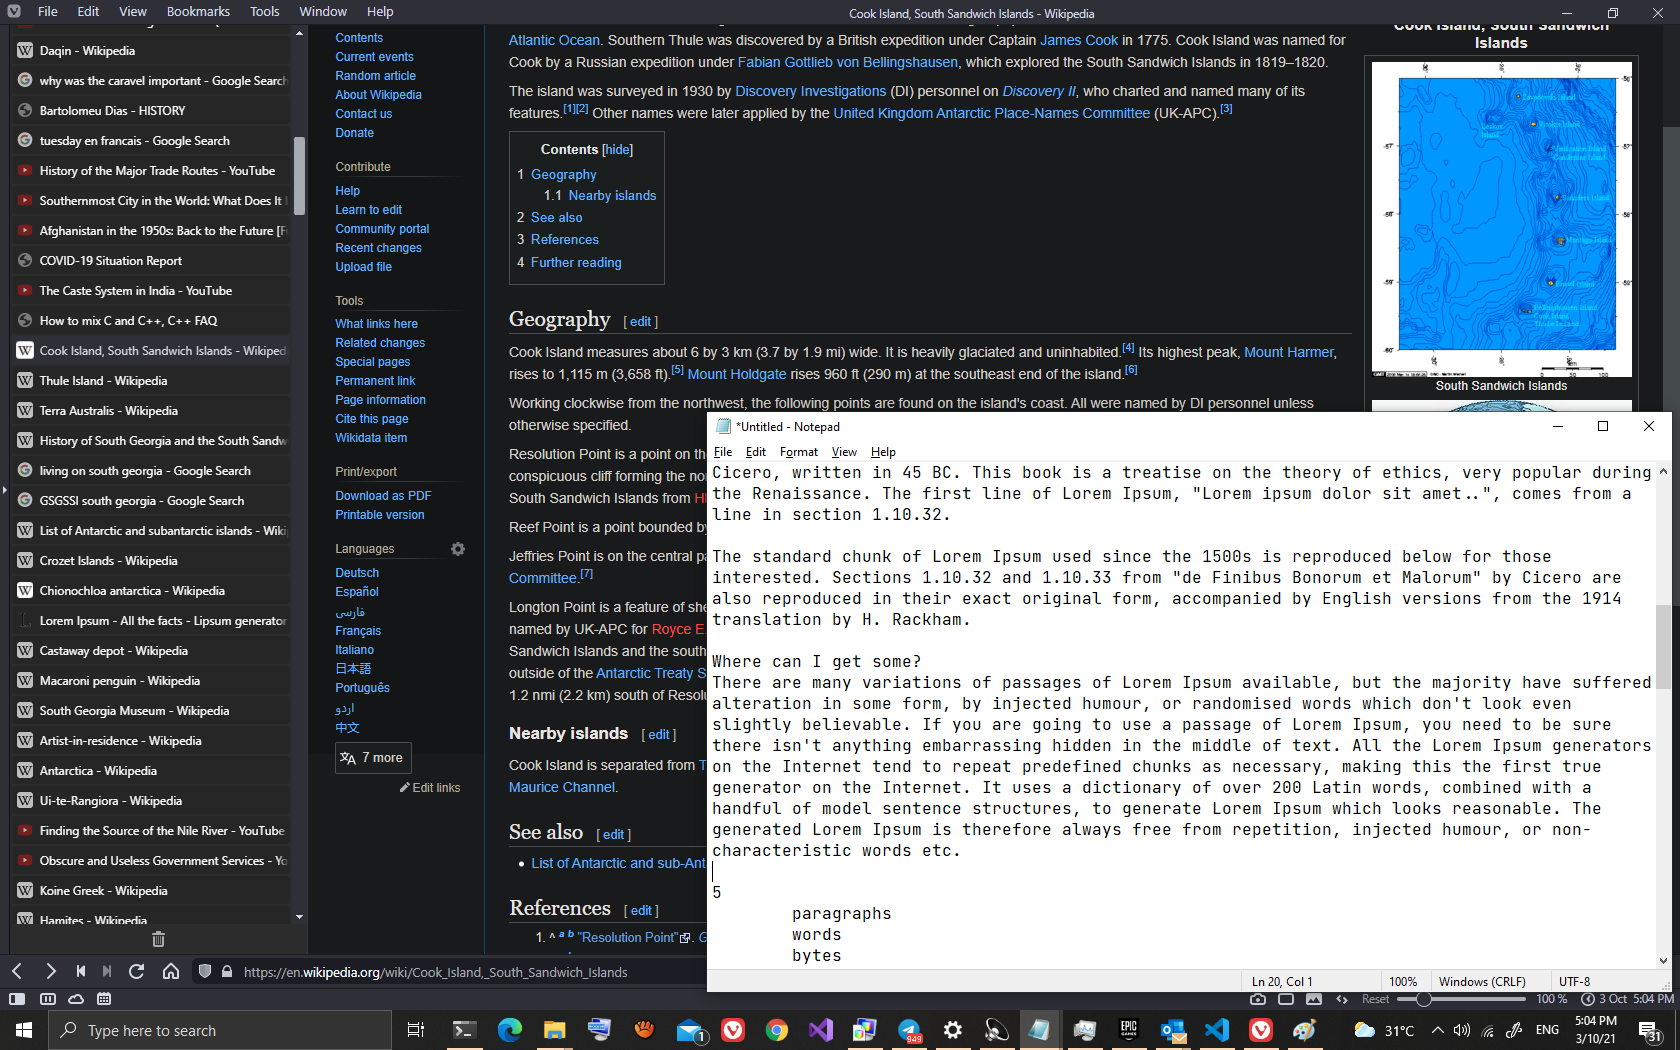 File Edit View Bookmarks Tools Window Help
Cook Island, South Sandwich Islands - Wikipedia
Daqin - Wikipedia
why was the caravel important - Google Search
Bartolomeu Dias - HISTORY
tuesday en francais - Google Search
History of the Major Trade Routes - YouTube
Southernmost City in the World: What Does It
Afghanistan in the 1950s: Back to the Future
COVID-19 Situation Report
The Caste System in India - YouTube
How to mix C and C++, C++ FAQ
Cook Island, South Sandwich Islands - Wikiped
Thule Island - Wikipedia
Terra Australis - Wikipedia
History of South Georgia and the South Sandw
living on south georgia - Google Search
GSGSSI south georgia - Google Search
List of Antarctic and subantarctic islands - Wiki
Crozet Islands - Wikipedia
Chionochloa antarctica - Wikipedia
Lorem Ipsum - All the facts - Lipsum generator
Castaway depot - Wikipedia
Macaroni penguin - Wikipedia
South Georgia Museum - Wikipedia
Artist-in-residence - Wikipedia
Antarctica - Wikipedia
Ui-te-Rangiora - Wikipedia
Finding the Source of the Nile River - YouTube
Obscure and Useless Government Services - Yo
Koine Greek - Wikipedia
Hamites - Wikipedia
Contents
Current events
Random article
About Wikipedia
Contact us
Donate
Contribute
Help
Learn to edit
Community portal
Recent changes
Upload file
Tools
What links here
Related changes
Special pages
Permanent link
Page information
Cite this page
Wikidata item
Print/export
Download as PDF
Printable version
Languages
Deutsch
Español
فارسی
Français
Italiano
日本語
Português
اردو
中文
7 more
Edit links
Atlantic Ocean. Southern Thule was discovered by a British expedition under Captain James Cook in 1775. Cook Island was named for
Cook by a Russian expedition under Fabian Gottlieb von Bellingshausen, which explored the South Sandwich Islands in 1819–1820.
The island was surveyed in 1930 by Discovery Investigations (DI) personnel on Discovery II, who charted and named many of its
features.[1][2] Other names were later applied by the United Kingdom Antarctic Place-Names Committee (UK-APC).[3]
Contents [hide]
1 Geography
1.1 Nearby islands
2 See also
3 References
4 Further reading
Geography [ edit ]
Cook Island measures about 6 by 3 km (3.7 by 1.9 mi) wide. It is heavily glaciated and uninhabited.[4] Its highest peak, Mount Harmer,
rises to 1,115 m (3,658 ft).[5] Mount Holdgate rises 960 ft (290 m) at the southeast end of the island.[6]
Working clockwise from the northwest, the following points are found on the island's coast. All were named by DI personnel unless
otherwise specified.
Resolution Point is a point on the
conspicuous cliff forming the no
South Sandwich Islands from H
Reef Point is a point bounded by
Jeffries Point is on the central pa
Committee.[7]
Longton Point is a feature of she
named by UK-APC for Royce E
Sandwich Islands and the south
outside of the Antarctic Treaty S
1.2 nmi (2.2 km) south of Resolu
Nearby islands [ edit ]
Cook Island is separated from T
Maurice Channel.
See also [ edit ]
• List of Antarctic and sub-Ant
References [ edit ]
1. ^ a b "Resolution Point". G
Cook Island, South Sandwich
Islands
South Sandwich Islands
*Untitled - Notepad
File Edit Format View Help
Cicero, written in 45 BC. This book is a treatise on the theory of ethics, very popular during
the Renaissance. The first line of Lorem Ipsum, "Lorem ipsum dolor sit amet..", comes from a
line in section 1.10.32.
The standard chunk of Lorem Ipsum used since the 1500s is reproduced below for those
interested. Sections 1.10.32 and 1.10.33 from "de Finibus Bonorum et Malorum" by Cicero are
also reproduced in their exact original form, accompanied by English versions from the 1914
translation by H. Rackham.
Where can I get some?
There are many variations of passages of Lorem Ipsum available, but the majority have suffered
alteration in some form, by injected humour, or randomised words which don't look even
slightly believable. If you are going to use a passage of Lorem Ipsum, you need to be sure
there isn't anything embarrassing hidden in the middle of text. All the Lorem Ipsum generators
on the Internet tend to repeat predefined chunks as necessary, making this the first true
generator on the Internet. It uses a dictionary of over 200 Latin words, combined with a
handful of model sentence structures, to generate Lorem Ipsum which looks reasonable. The
generated Lorem Ipsum is therefore always free from repetition, injected humour, or non-
characteristic words etc.
5
paragraphs
words
bytes
Ln 20, Col 1 100% Windows (CRLF) UTF-8
https://en.wikipedia.org/wiki/Cook_Island,_South_Sandwich_Islands
Reset 100 % 3 Oct 5:04 PM
Type here to search
1
949
EPIC GAMES
31°C
ENG
5:04 PM
3/10/21
31